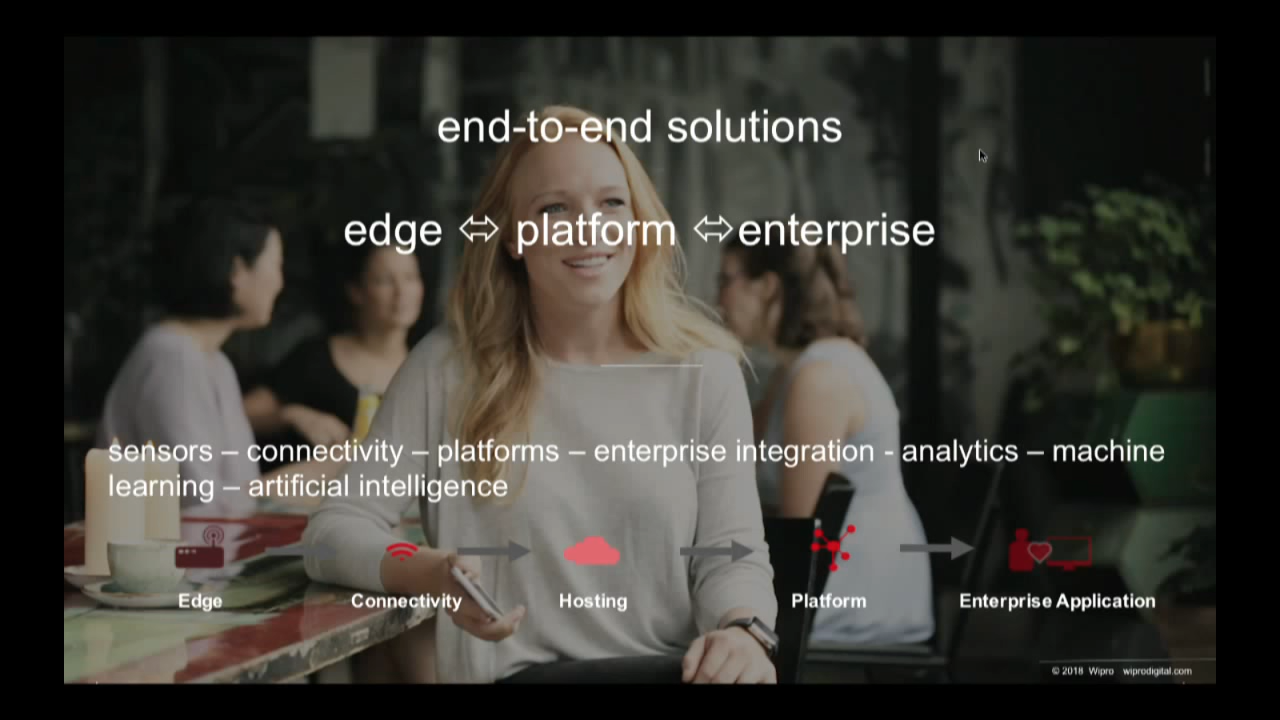 end-to-end solutions
edge ⇔ platform ⇔enterprise
sensors – connectivity – platforms – enterprise integration - analytics – machine
learning – artificial intelligence
Edge
Connectivity
Hosting
Platform
Enterprise Application
© 2018 Wipro wiprodigital.com